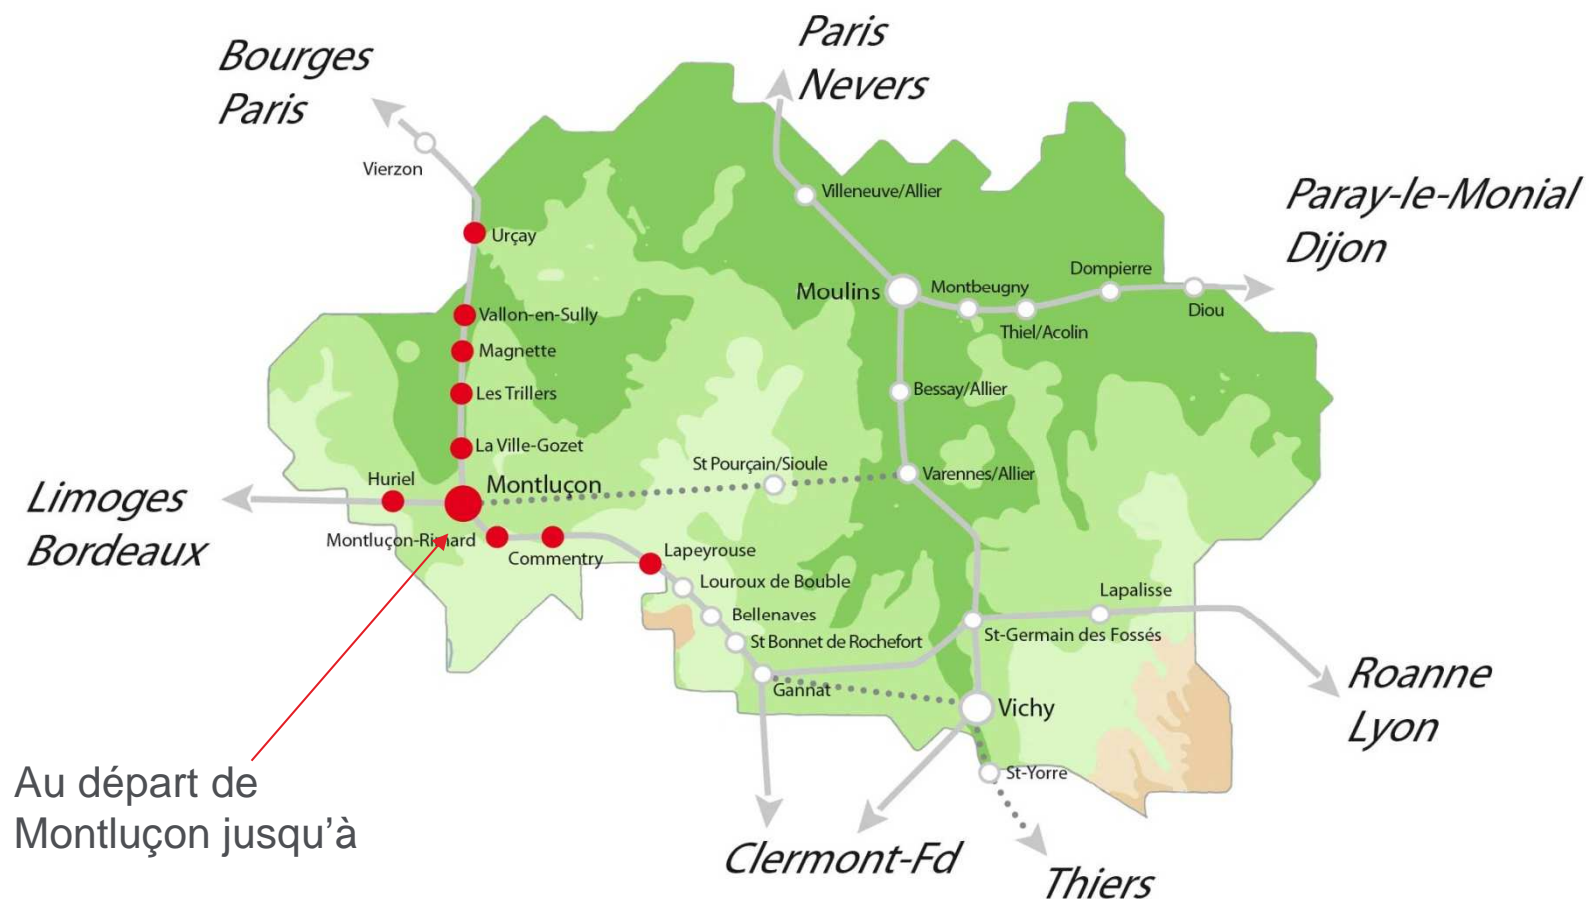 Paris
Nevers
Bourges
Paris
Vierzon
Villeneuve/Allier
Paray-le-Monial
Dijon
Urçay
Dompierre
Moulins
Montbeugny
Diou
Thiel/Acolin
Vallon-en-Sully
Magnette
Les Trillers
Bessay/Allier
La Ville-Gozet
St Pourçain/Sioule
Varennes/Allier
Huriel
Montluçon
Limoges
Bordeaux
Montluçon-Rimard
Commentry
Lapeyrouse
Louroux de Bouble
Lapalisse
Bellenaves
St Bonnet de Rochefort
St-Germain des Fossés
Gannat
Vichy
Roanne
Lyon
St-Yorre
Au départ de
Montluçon jusqu’à
Clermont-Fd
Thiers